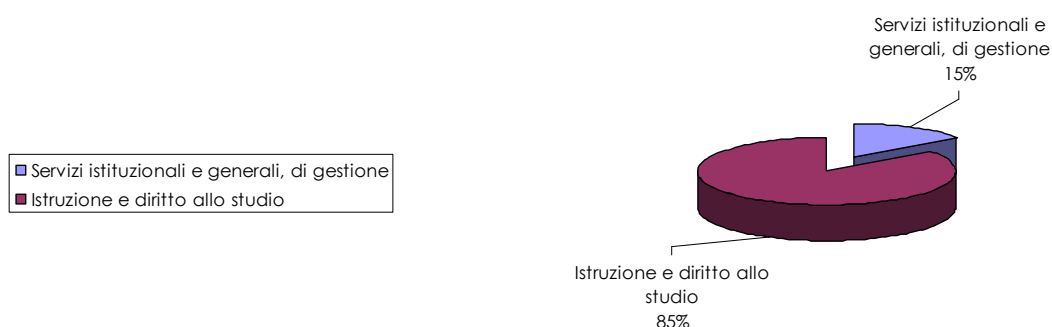 Servizi istituzionali e
generali, di gestione
15%
Servizi istituzionali e generali, di gestione
Istruzione e diritto allo studio
Istruzione e diritto allo
studio
85%